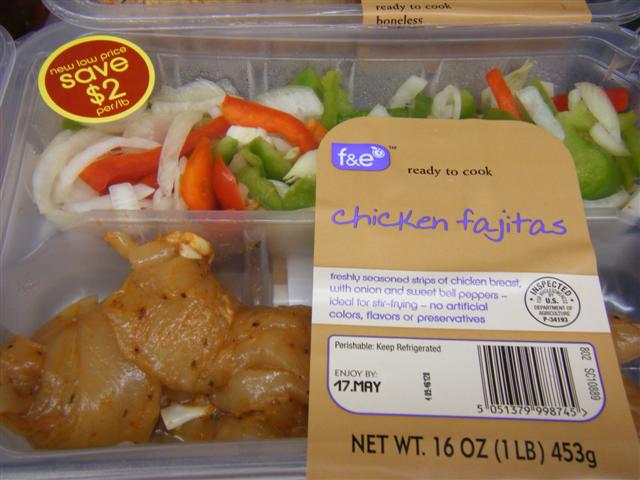 ready to cook
boneless
new low price
save
$2
per/lb
f&e™
ready to cook
chicken fajitas
freshly seasoned strips of chicken breast,
with onion and sweet bell peppers –
ideal for stir-frying – no artificial
colors, flavors or preservatives
INSPECTED
U.S.
DEPARTMENT OF
AGRICULTURE
P-34193
Perishable: Keep Refrigerated
ENJOY BY:
17.MAY
802 SC10889
5 051379 998745 >
NET WT. 16 OZ (1 LB) 453g